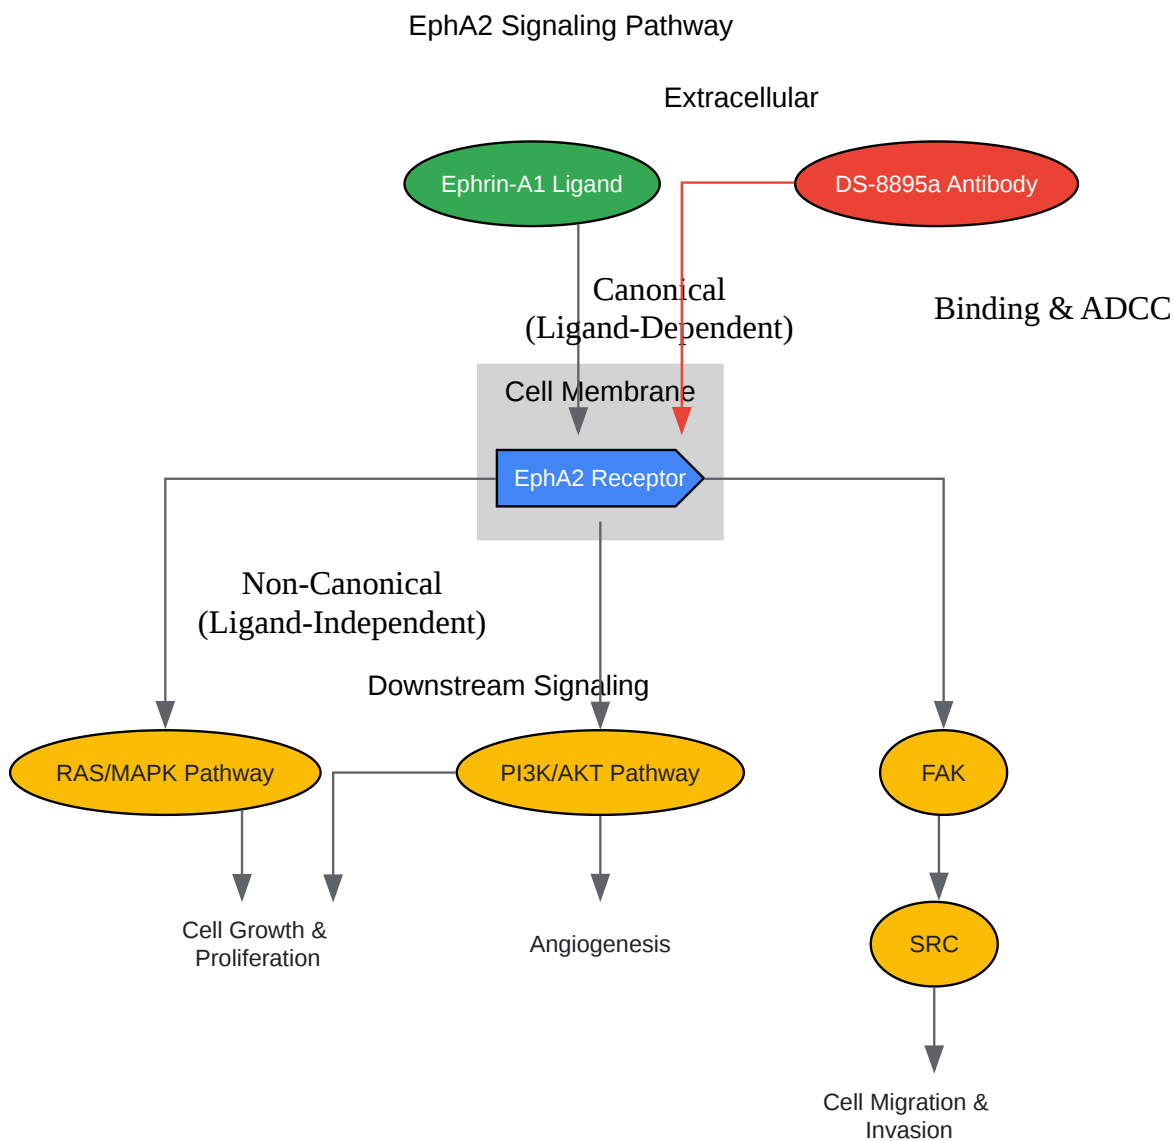 EphA2 Signaling Pathway
Extracellular
Ephrin-A1 Ligand
DS-8895a Antibody
Canonical
(Ligand-Dependent)
Binding & ADCC
Cell Membrane
EphA2 Receptor
Non-Canonical
(Ligand-Independent)
Downstream Signaling
RAS/MAPK Pathway
PI3K/AKT Pathway
FAK
Cell Growth &
Proliferation
Angiogenesis
SRC
Cell Migration &
Invasion